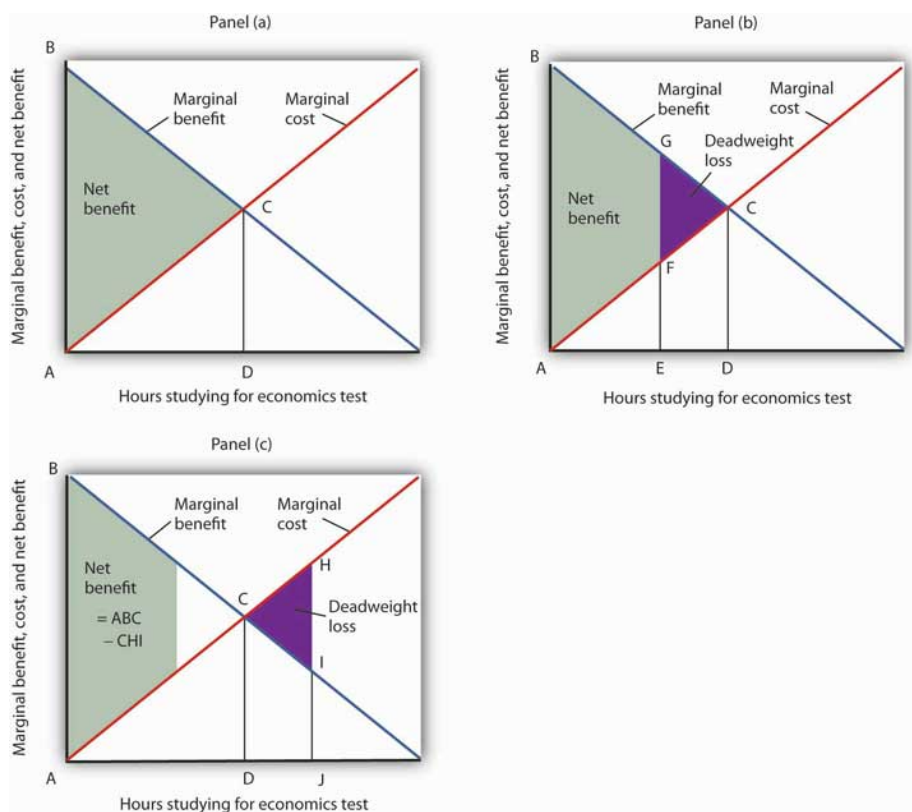 Panel (a)
B
Marginal benefit, cost, and net benefit
Marginal
benefit
Marginal
cost
Net
benefit
C
A
D
Hours studying for economics test
Panel (b)
B
Marginal benefit, cost, and net benefit
Marginal
benefit
Marginal
cost
G
Deadweight
loss
Net
benefit
C
F
A
E
D
Hours studying for economics test
Panel (c)
B
Marginal benefit, cost, and net benefit
Marginal
benefit
Marginal
cost
Net
benefit
= ABC
– CHI
H
C
Deadweight
loss
I
A
D
J
Hours studying for economics test